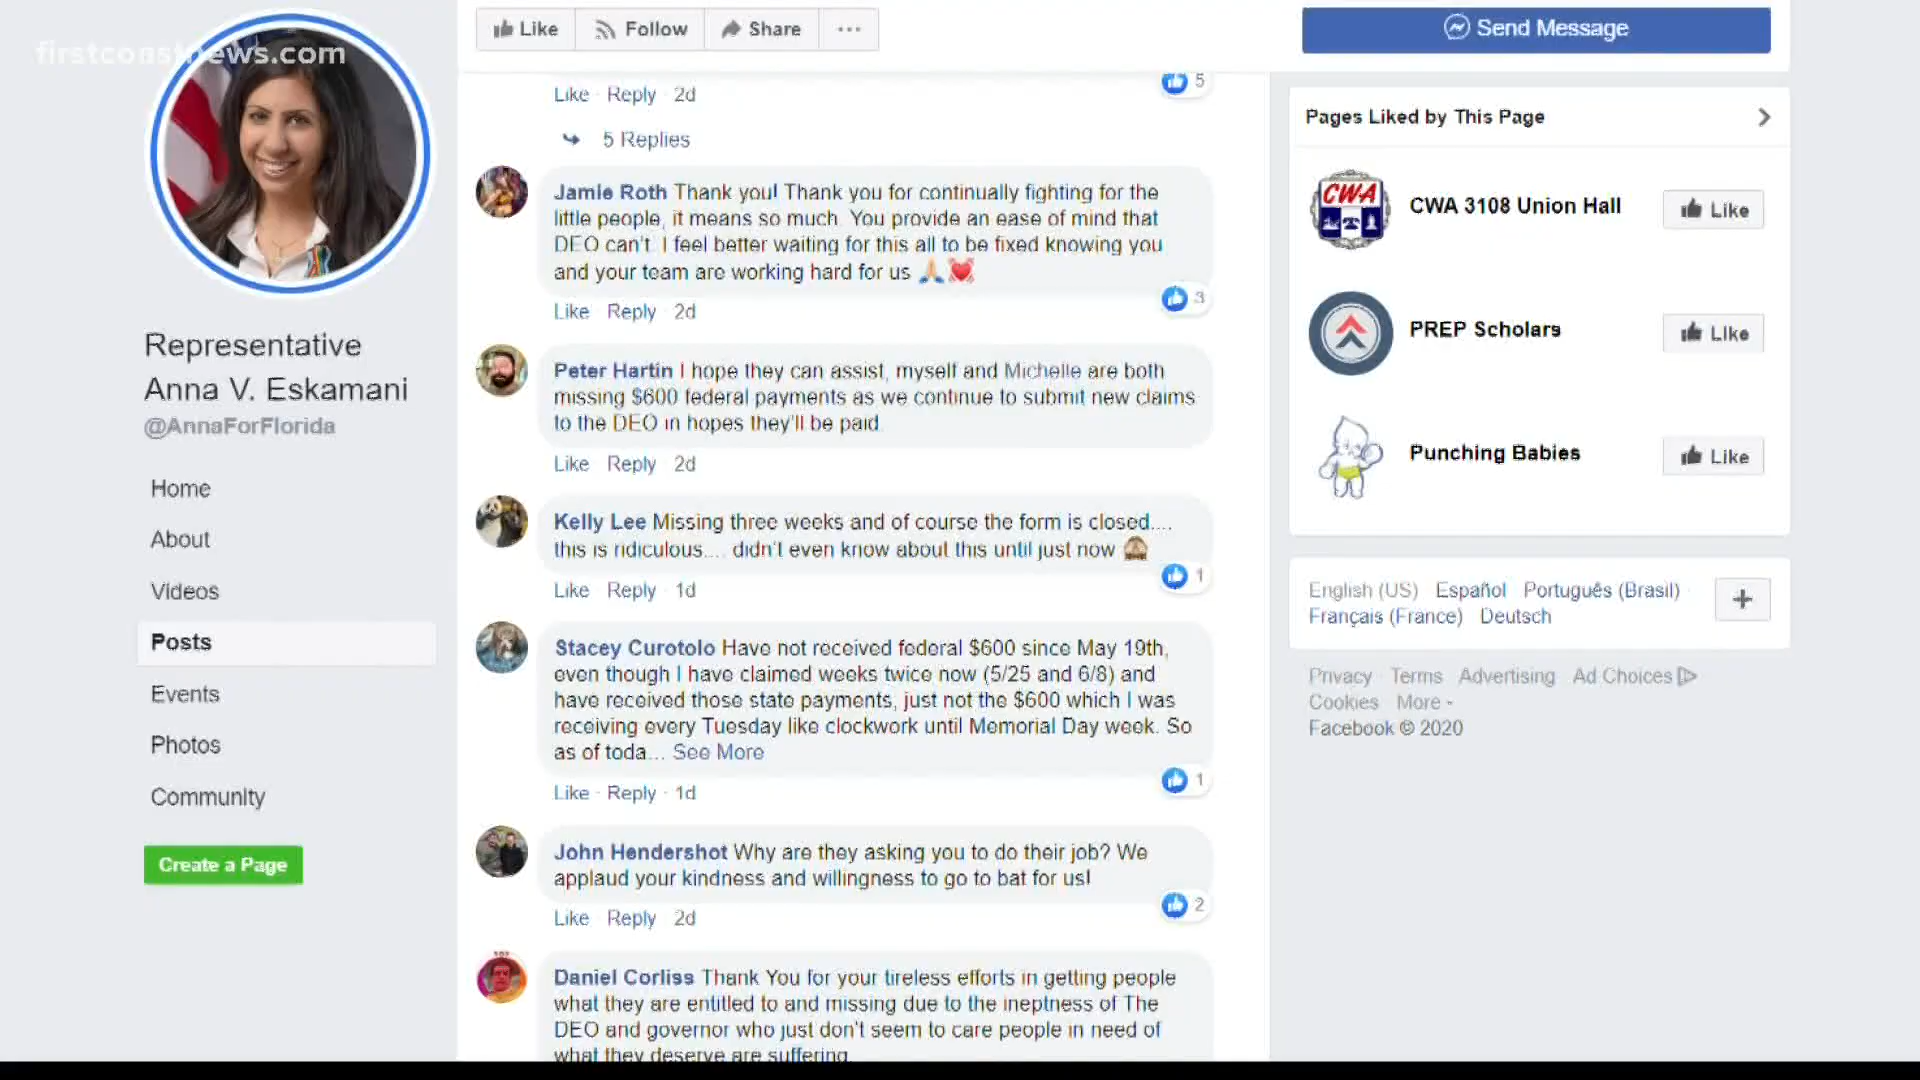 firstcoastnews.com
Representative
Anna V. Eskamani
@AnnaForFlorida
Home
About
Videos
Posts
Events
Photos
Community
Create a Page
Like
Follow
Share
Like · Reply · 2d
5
5 Replies
Jamie Roth Thank you! Thank you for continually fighting for the
little people, it means so much. You provide an ease of mind that
DEO can't. I feel better waiting for this all to be fixed knowing you
and your team are working hard for us 🙏🏻💓
3
Like · Reply · 2d
Peter Hartin I hope they can assist, myself and Michelle are both
missing $600 federal payments as we continue to submit new claims
to the DEO in hopes they'll be paid.
Like · Reply · 2d
Kelly Lee Missing three weeks and of course the form is closed....
this is ridiculous.... didn't even know about this until just now 🙈
1
Like · Reply · 1d
Stacey Curotolo Have not received federal $600 since May 19th,
even though I have claimed weeks twice now (5/25 and 6/8) and
have received those state payments, just not the $600 which I was
receiving every Tuesday like clockwork until Memorial Day week. So
as of toda... See More
1
Like · Reply · 1d
John Hendershot Why are they asking you to do their job? We
applaud your kindness and willingness to go to bat for us!
2
Like · Reply · 2d
Daniel Corliss Thank You for your tireless efforts in getting people
what they are entitled to and missing due to the ineptness of The
DEO and governor who just don't seem to care people in need of
what they deserve are suffering.
Send Message
Pages Liked by This Page
CWA
CWA 3108 Union Hall
Like
PREP Scholars
Like
Punching Babies
Like
English (US) · Español · Português (Brasil) ·
Français (France) · Deutsch
Privacy · Terms · Advertising · Ad Choices
Cookies · More
Facebook © 2020